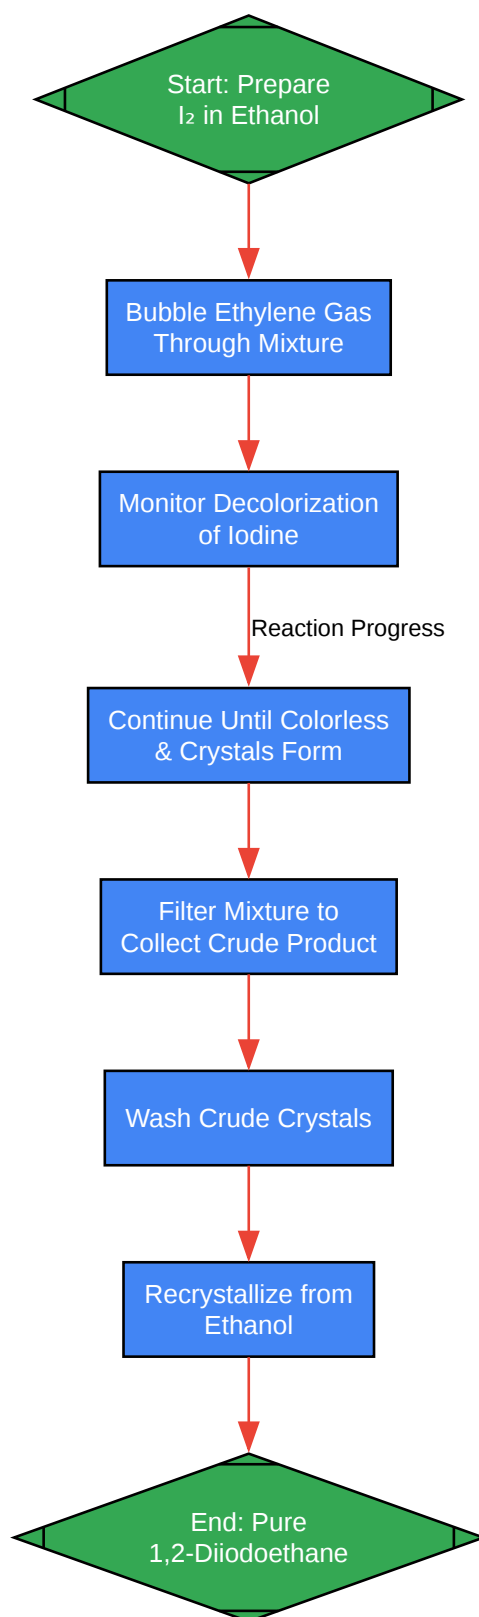 Start: Prepare
I₂ in Ethanol
Bubble Ethylene Gas
Through Mixture
Monitor Decolorization
of Iodine
Reaction Progress
Continue Until Colorless
& Crystals Form
Filter Mixture to
Collect Crude Product
Wash Crude Crystals
Recrystallize from
Ethanol
End: Pure
1,2-Diiodoethane